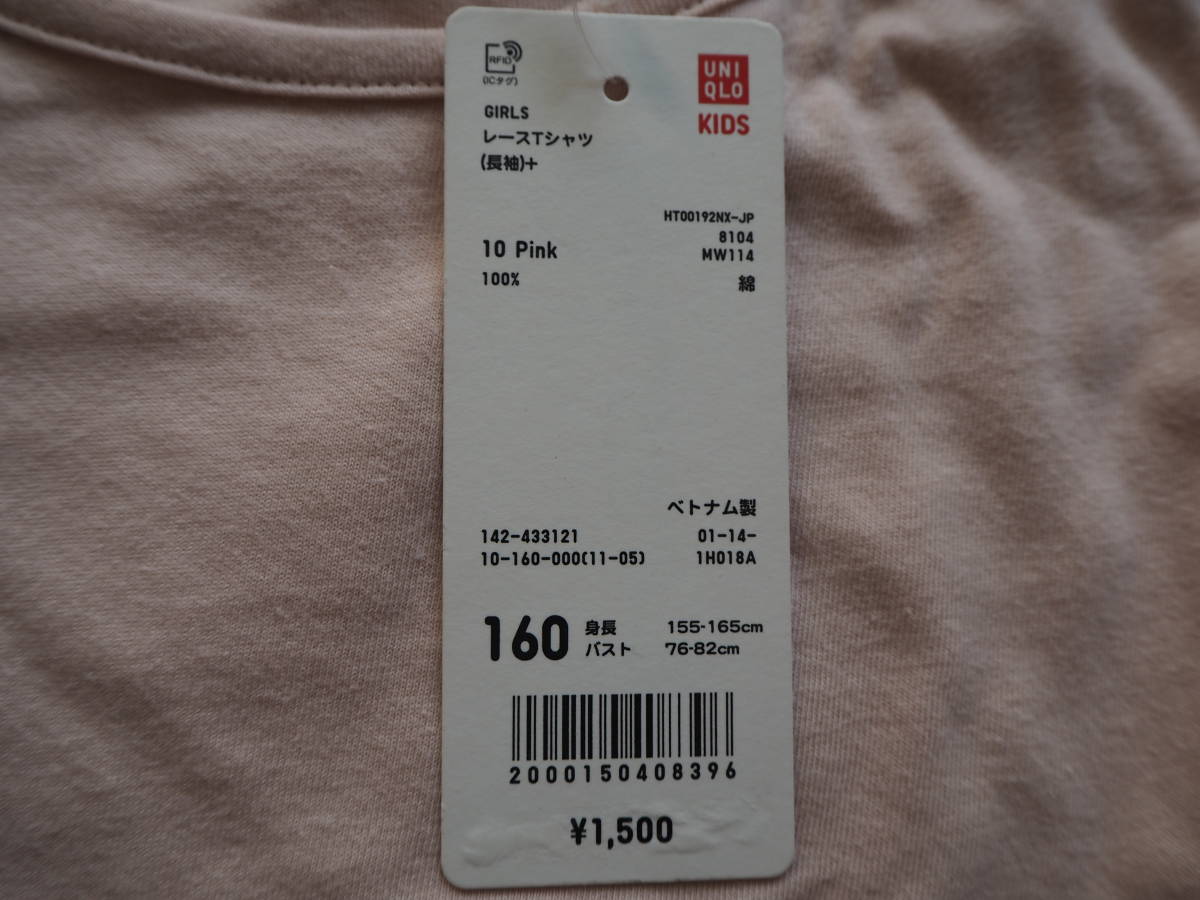 RFID
(ICタグ)
UNI
QLO
KIDS
GIRLS
レースTシャツ
(長袖)+
HT00192NX-JP
8104
10 Pink MW114
100% 綿
ベトナム製
142-433121 01-14-
10-160-000(11-05) 1H018A
160 身長 155-165cm
バスト 76-82cm
2000150408396
¥1,500